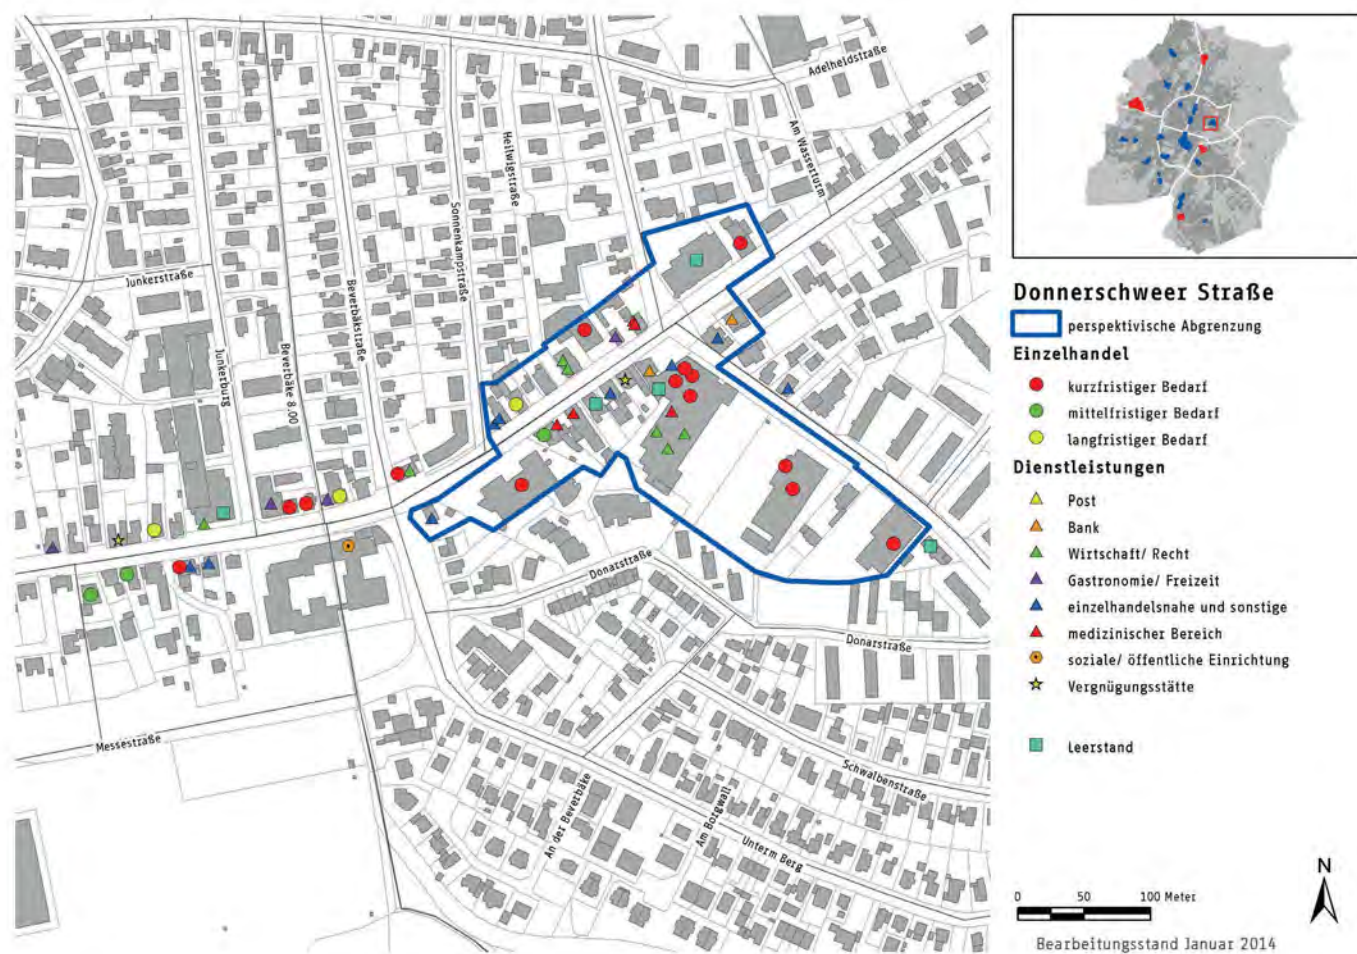 Adelheidstraße
Am Wasserturm
Heilwigstraße
Sonnenkampstraße
Junkerstraße
Junkerburg
Beverbäke 8.00
Beverbäkstraße
Donarstraße
Donarstraße
Messestraße
An der Beverbäke
Am Borgwall
Schwalbenstraße
Unterm Berg
Donnerschweer Straße
perspektivische Abgrenzung
Einzelhandel
kurzfristiger Bedarf
mittelfristiger Bedarf
langfristiger Bedarf
Dienstleistungen
Post
Bank
Wirtschaft/ Recht
Gastronomie/ Freizeit
einzelhandelsnahe und sonstige
medizinischer Bereich
soziale/ öffentliche Einrichtung
Vergnügungsstätte
Leerstand
N
0 50 100 Meter
Bearbeitungsstand Januar 2014